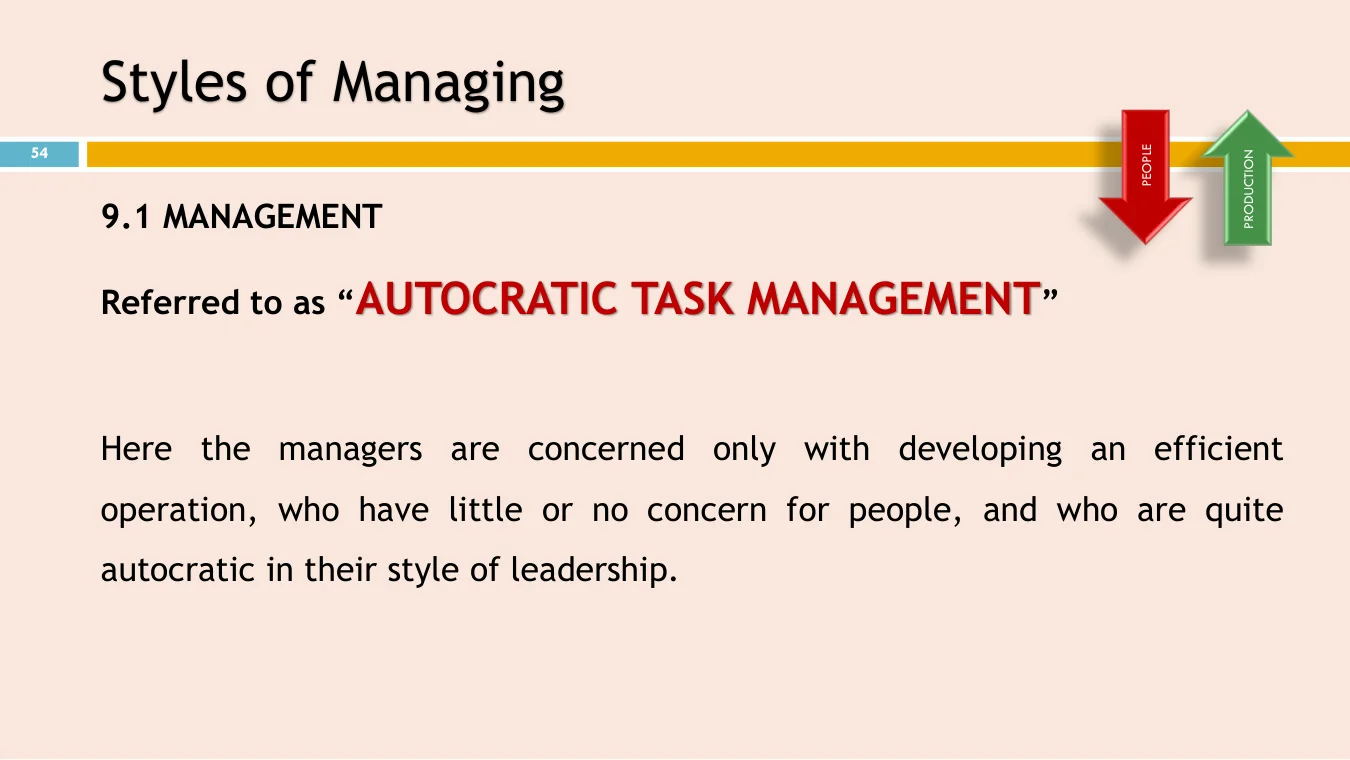 Styles of Managing
54
PEOPLE
PRODUCTION
9.1 MANAGEMENT
Referred to as “AUTOCRATIC TASK MANAGEMENT”
Here the managers are concerned only with developing an efficient
operation, who have little or no concern for people, and who are quite
autocratic in their style of leadership.